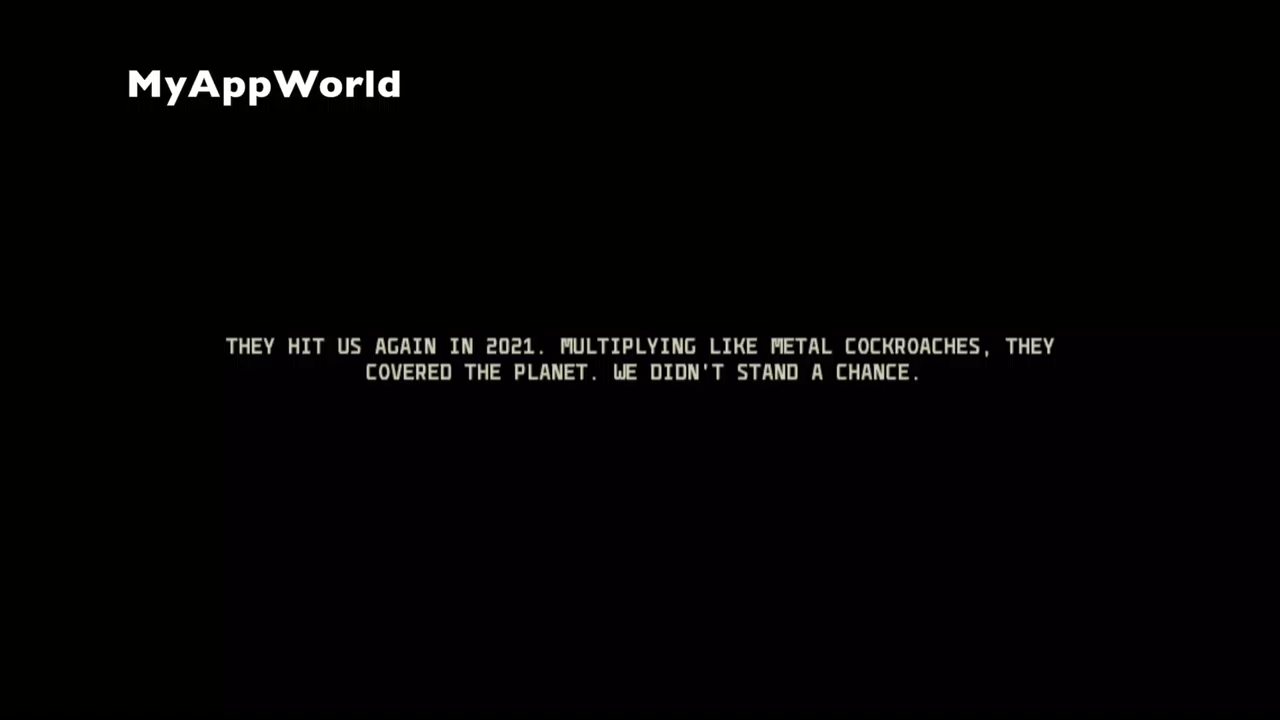 MyAppWorld
THEY HIT US AGAIN IN 2021. MULTIPLYING LIKE METAL COCKROACHES, THEY
COVERED THE PLANET. WE DIDN'T STAND A CHANCE.